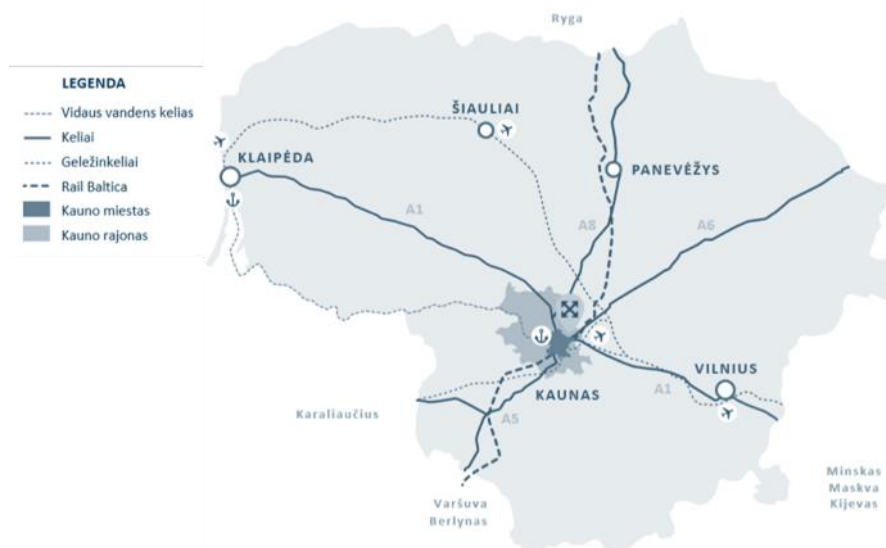 Ryga
LEGENDA
Vidaus vandens kelias
Keliai
Geležinkeliai
Rail Baltica
Kauno miestas
Kauno rajonas
ŠIAULIAI
KLAIPĖDA
PANEVĖŽYS
A1
A8
A6
VILNIUS
KAUNAS
A1
A5
Karaliaučius
Varšuva
Berlynas
Minskas
Maskva
Kijevas